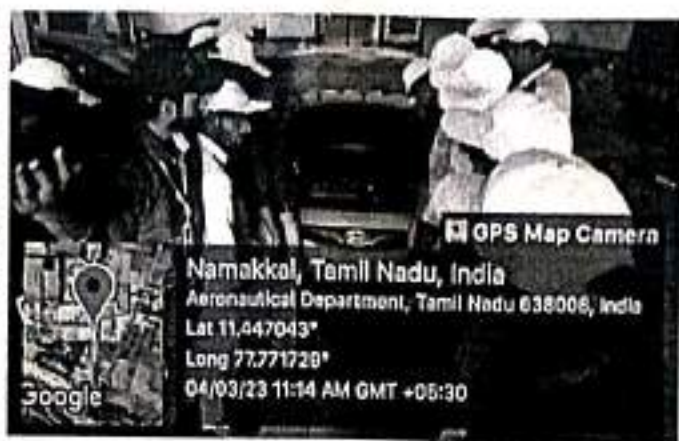 GPS Map Camera
Namakkal, Tamil Nadu, India
Aeronautical Department, Tamil Nadu 638008, India
Lat 11.447043°
Long 77.771729°
04/03/23 11:14 AM GMT +05:30
Google